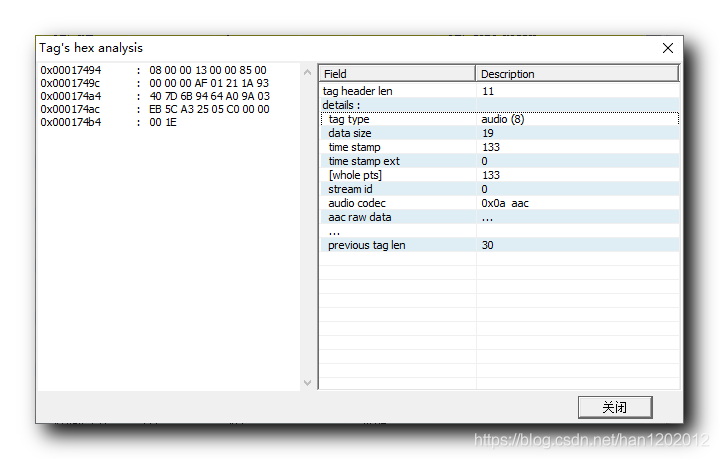 Tag's hex analysis
0x00017494 : 08 00 00 13 00 00 85 00
0x0001749c : 00 00 00 AF 01 21 1A 93
0x000174a4 : 40 7D 6B 94 64 A0 9A 03
0x000174ac : EB 5C A3 25 05 C0 00 00
0x000174b4 : 00 1E
Field Description
tag header len 11
details :
tag type audio (8)
data size 19
time stamp 133
time stamp ext 0
[whole pts] 133
stream id 0
audio codec 0x0a aac
aac raw data ...
...
previous tag len 30
关闭
https://blog.csdn.net/han1202012